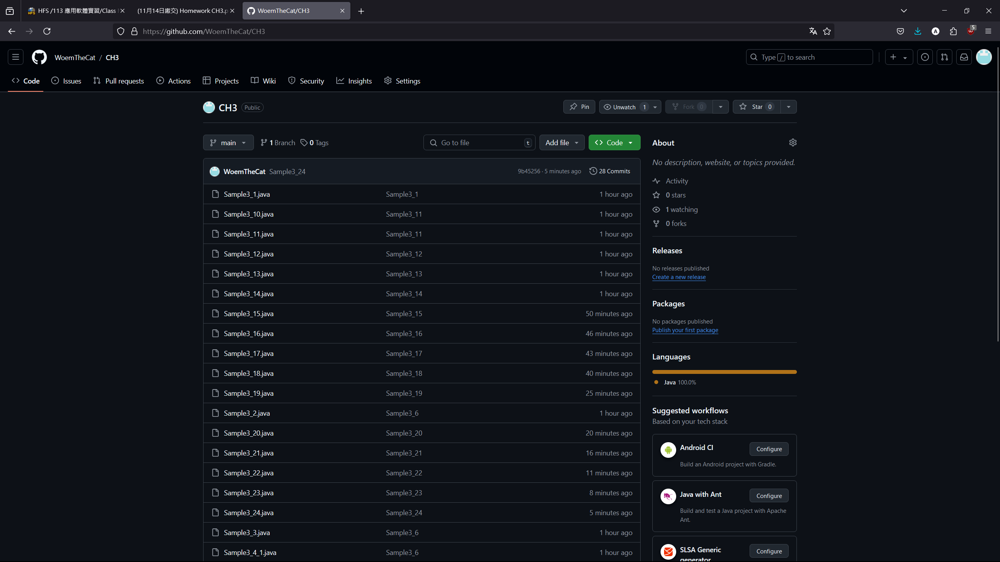 HFS /113 應用軟體實習/Class
(11月14日繳交) Homework CH3.p
WoemTheCat/CH3
https://github.com/WoemTheCat/CH3
5
WoemTheCat / CH3
Type / to search
Code Issues Pull requests Actions Projects Wiki Security Insights Settings
CH3 Public
Pin Unwatch 1 Fork 0 Star 0
main 1 Branch 0 Tags Go to file t Add file Code
WoemTheCat Sample3_24 9b45256 · 5 minutes ago 28 Commits
Sample3_1.java Sample3_1 1 hour ago
Sample3_10.java Sample3_11 1 hour ago
Sample3_11.java Sample3_11 1 hour ago
Sample3_12.java Sample3_12 1 hour ago
Sample3_13.java Sample3_13 1 hour ago
Sample3_14.java Sample3_14 1 hour ago
Sample3_15.java Sample3_15 50 minutes ago
Sample3_16.java Sample3_16 46 minutes ago
Sample3_17.java Sample3_17 43 minutes ago
Sample3_18.java Sample3_18 40 minutes ago
Sample3_19.java Sample3_19 25 minutes ago
Sample3_2.java Sample3_6 1 hour ago
Sample3_20.java Sample3_20 20 minutes ago
Sample3_21.java Sample3_21 16 minutes ago
Sample3_22.java Sample3_22 11 minutes ago
Sample3_23.java Sample3_23 8 minutes ago
Sample3_24.java Sample3_24 5 minutes ago
Sample3_3.java Sample3_6 1 hour ago
Sample3_4_1.java Sample3_6 1 hour ago
About
No description, website, or topics provided.
Activity
0 stars
1 watching
0 forks
Releases
No releases published
Create a new release
Packages
No packages published
Publish your first package
Languages
Java 100.0%
Suggested workflows
Based on your tech stack
Android CI Configure
Build an Android project with Gradle.
Java with Ant Configure
Build and test a Java project with Apache
Ant.
SLSA Generic Configure
generator